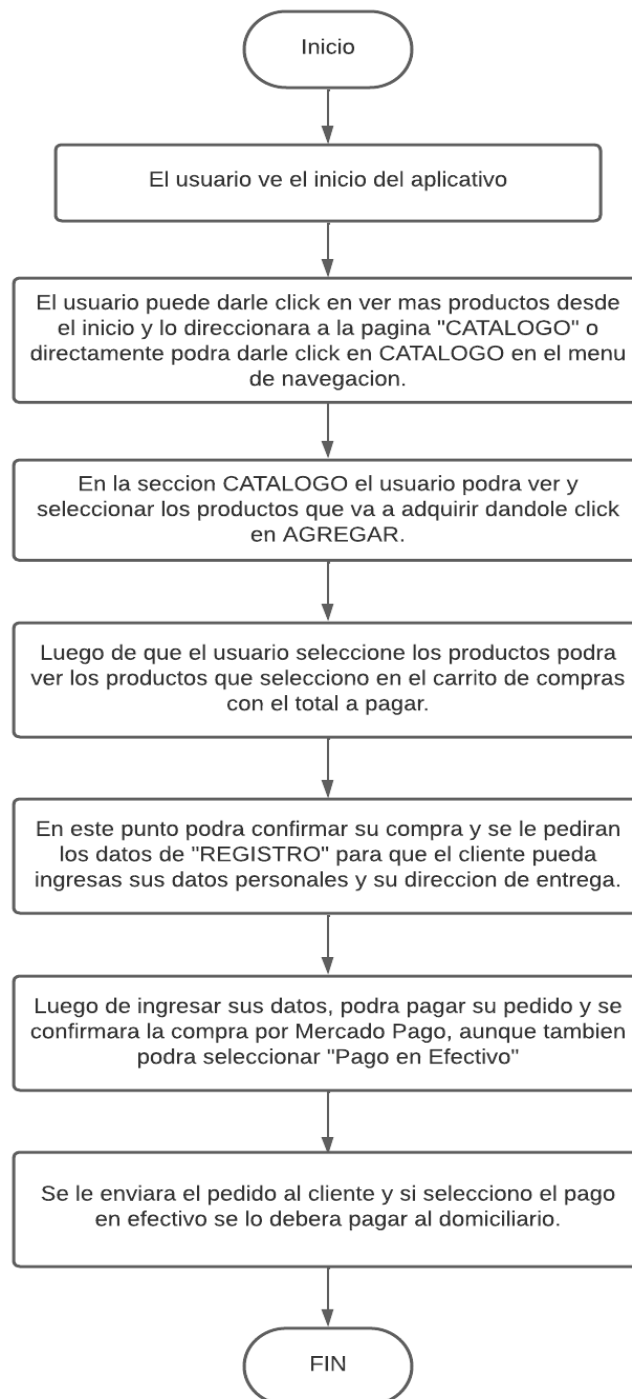 Inicio
El usuario ve el inicio del aplicativo
El usuario puede darle click en ver mas productos desde
el inicio y lo direccionara a la pagina "CATALOGO" o
directamente podra darle click en CATALOGO en el menu
de navegacion.
En la seccion CATALOGO el usuario podra ver y
seleccionar los productos que va a adquirir dandole click
en AGREGAR.
Luego de que el usuario seleccione los productos podra
ver los productos que selecciono en el carrito de compras
con el total a pagar.
En este punto podra confirmar su compra y se le pediran
los datos de "REGISTRO" para que el cliente pueda
ingresas sus datos personales y su direccion de entrega.
Luego de ingresar sus datos, podra pagar su pedido y se
confirmara la compra por Mercado Pago, aunque tambien
podra seleccionar "Pago en Efectivo"
Se le enviara el pedido al cliente y si selecciono el pago
en efectivo se lo debera pagar al domiciliario.
FIN